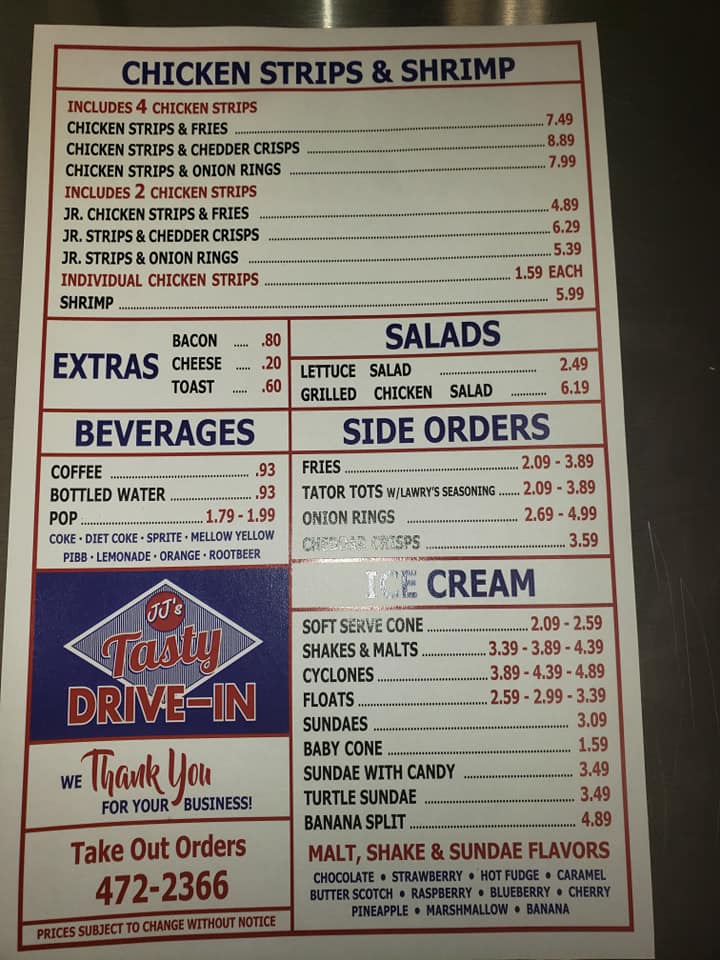 CHICKEN STRIPS & SHRIMP
INCLUDES 4 CHICKEN STRIPS
CHICKEN STRIPS & FRIES 7.49
CHICKEN STRIPS & CHEDDER CRISPS 8.89
CHICKEN STRIPS & ONION RINGS 7.99
INCLUDES 2 CHICKEN STRIPS
JR. CHICKEN STRIPS & FRIES 4.89
JR. STRIPS & CHEDDER CRISPS 6.29
JR. STRIPS & ONION RINGS 5.39
INDIVIDUAL CHICKEN STRIPS 1.59 EACH
SHRIMP 5.99
EXTRAS
BACON ..... .80
CHEESE ..... .20
TOAST ..... .60
SALADS
LETTUCE SALAD 2.49
GRILLED CHICKEN SALAD 6.19
BEVERAGES
COFFEE .93
BOTTLED WATER .93
POP 1.79 - 1.99
COKE · DIET COKE · SPRITE · MELLOW YELLOW
PIBB · LEMONADE · ORANGE · ROOTBEER
SIDE ORDERS
FRIES 2.09 - 3.89
TATOR TOTS W/LAWRY'S SEASONING 2.09 - 3.89
ONION RINGS 2.69 - 4.99
CHEDDAR CRISPS 3.59
ICE CREAM
SOFT SERVE CONE 2.09 - 2.59
SHAKES & MALTS 3.39 - 3.89 - 4.39
CYCLONES 3.89 - 4.39 - 4.89
FLOATS 2.59 - 2.99 - 3.39
SUNDAES 3.09
BABY CONE 1.59
SUNDAE WITH CANDY 3.49
TURTLE SUNDAE 3.49
BANANA SPLIT 4.89
MALT, SHAKE & SUNDAE FLAVORS
CHOCOLATE • STRAWBERRY • HOT FUDGE • CARAMEL
BUTTER SCOTCH • RASPBERRY • BLUEBERRY • CHERRY
PINEAPPLE • MARSHMALLOW • BANANA
JJ's
Tasty
DRIVE-IN
WE Thank You
FOR YOUR BUSINESS!
Take Out Orders
472-2366
PRICES SUBJECT TO CHANGE WITHOUT NOTICE